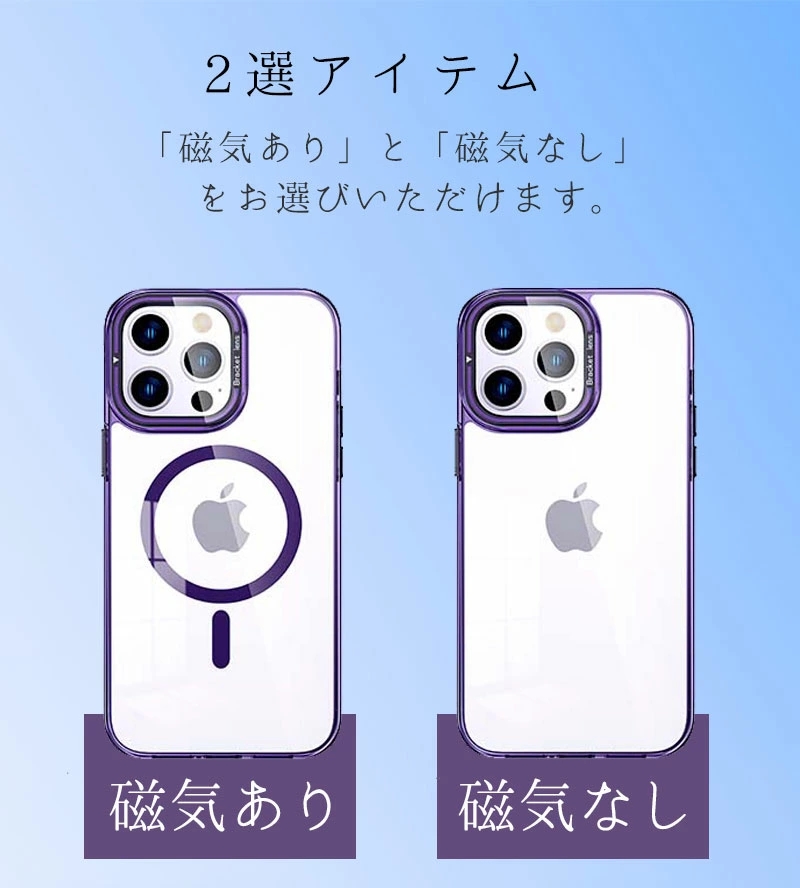 2選アイテム
「磁気あり」と「磁気なし」
をお選びいただけます。
Bracket lens
Bracket lens
磁気あり
磁気なし